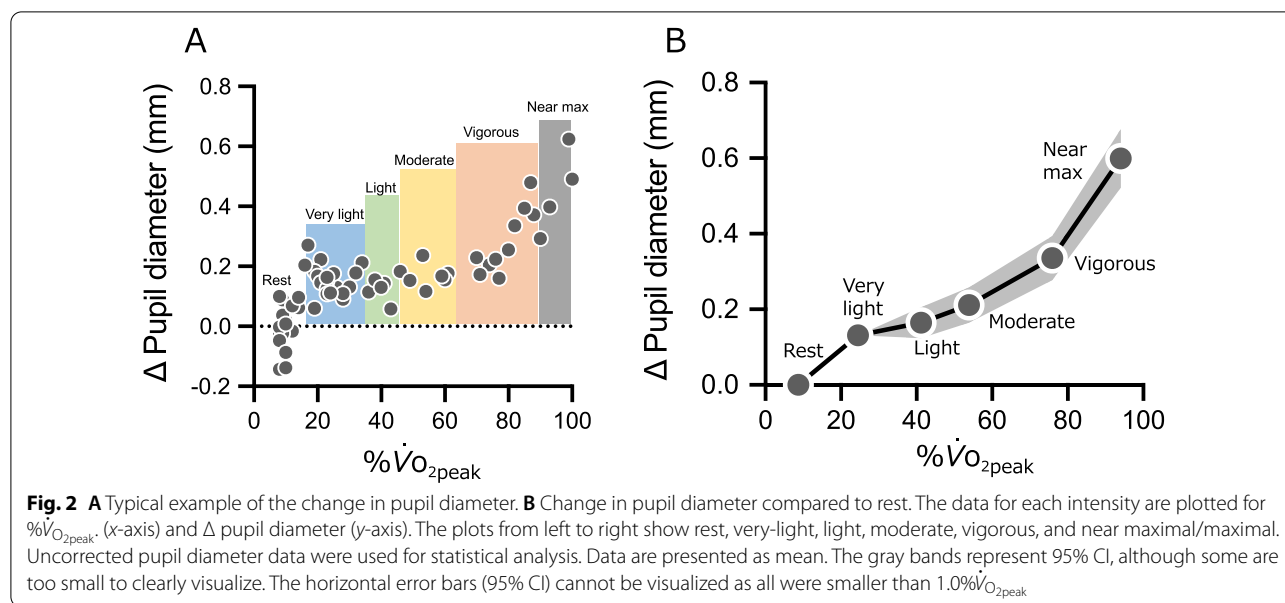 A
Δ Pupil diameter (mm)
0.8
0.6
0.4
0.2
0.0
-0.2
Rest
Very light
Light
Moderate
Vigorous
Near max
0 20 40 60 80 100
%V̇O2peak
B
Δ Pupil diameter (mm)
0.8
0.6
0.4
0.2
0.0
Rest
Very
light
Light
Moderate
Vigorous
Near
max
0 20 40 60 80 100
%V̇O2peak
Fig. 2 A Typical example of the change in pupil diameter. B Change in pupil diameter compared to rest. The data for each intensity are plotted for
%V̇O2peak. (x-axis) and Δ pupil diameter (y-axis). The plots from left to right show rest, very-light, light, moderate, vigorous, and near maximal/maximal.
Uncorrected pupil diameter data were used for statistical analysis. Data are presented as mean. The gray bands represent 95% CI, although some are
too small to clearly visualize. The horizontal error bars (95% CI) cannot be visualized as all were smaller than 1.0%V̇O2peak